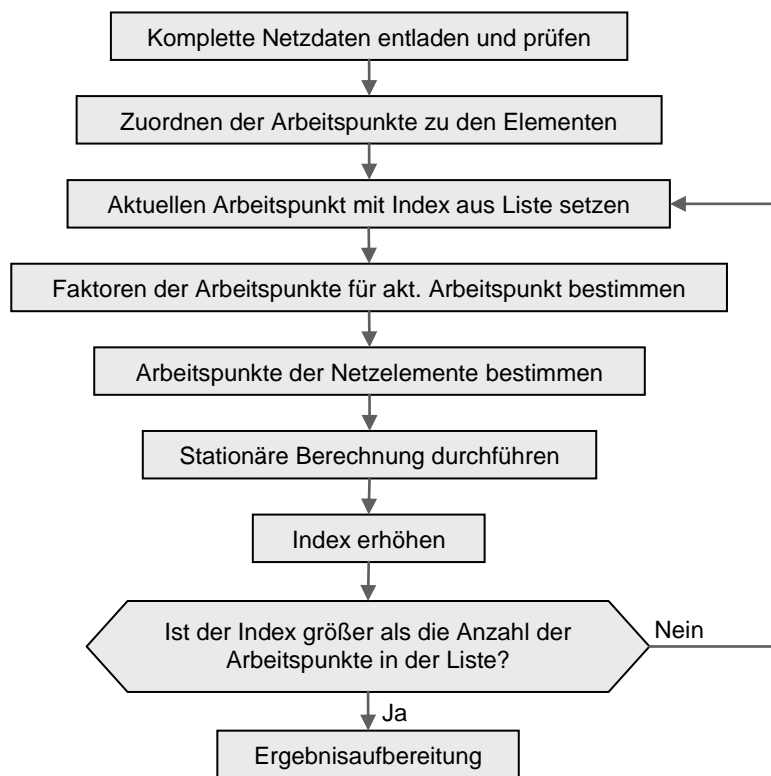 Komplette Netzdaten entladen und prüfen
Zuordnen der Arbeitspunkte zu den Elementen
Aktuellen Arbeitspunkt mit Index aus Liste setzen
Faktoren der Arbeitspunkte für akt. Arbeitspunkt bestimmen
Arbeitspunkte der Netzelemente bestimmen
Stationäre Berechnung durchführen
Index erhöhen
Ist der Index größer als die Anzahl der
Arbeitspunkte in der Liste?
Nein
Ja
Ergebnisaufbereitung